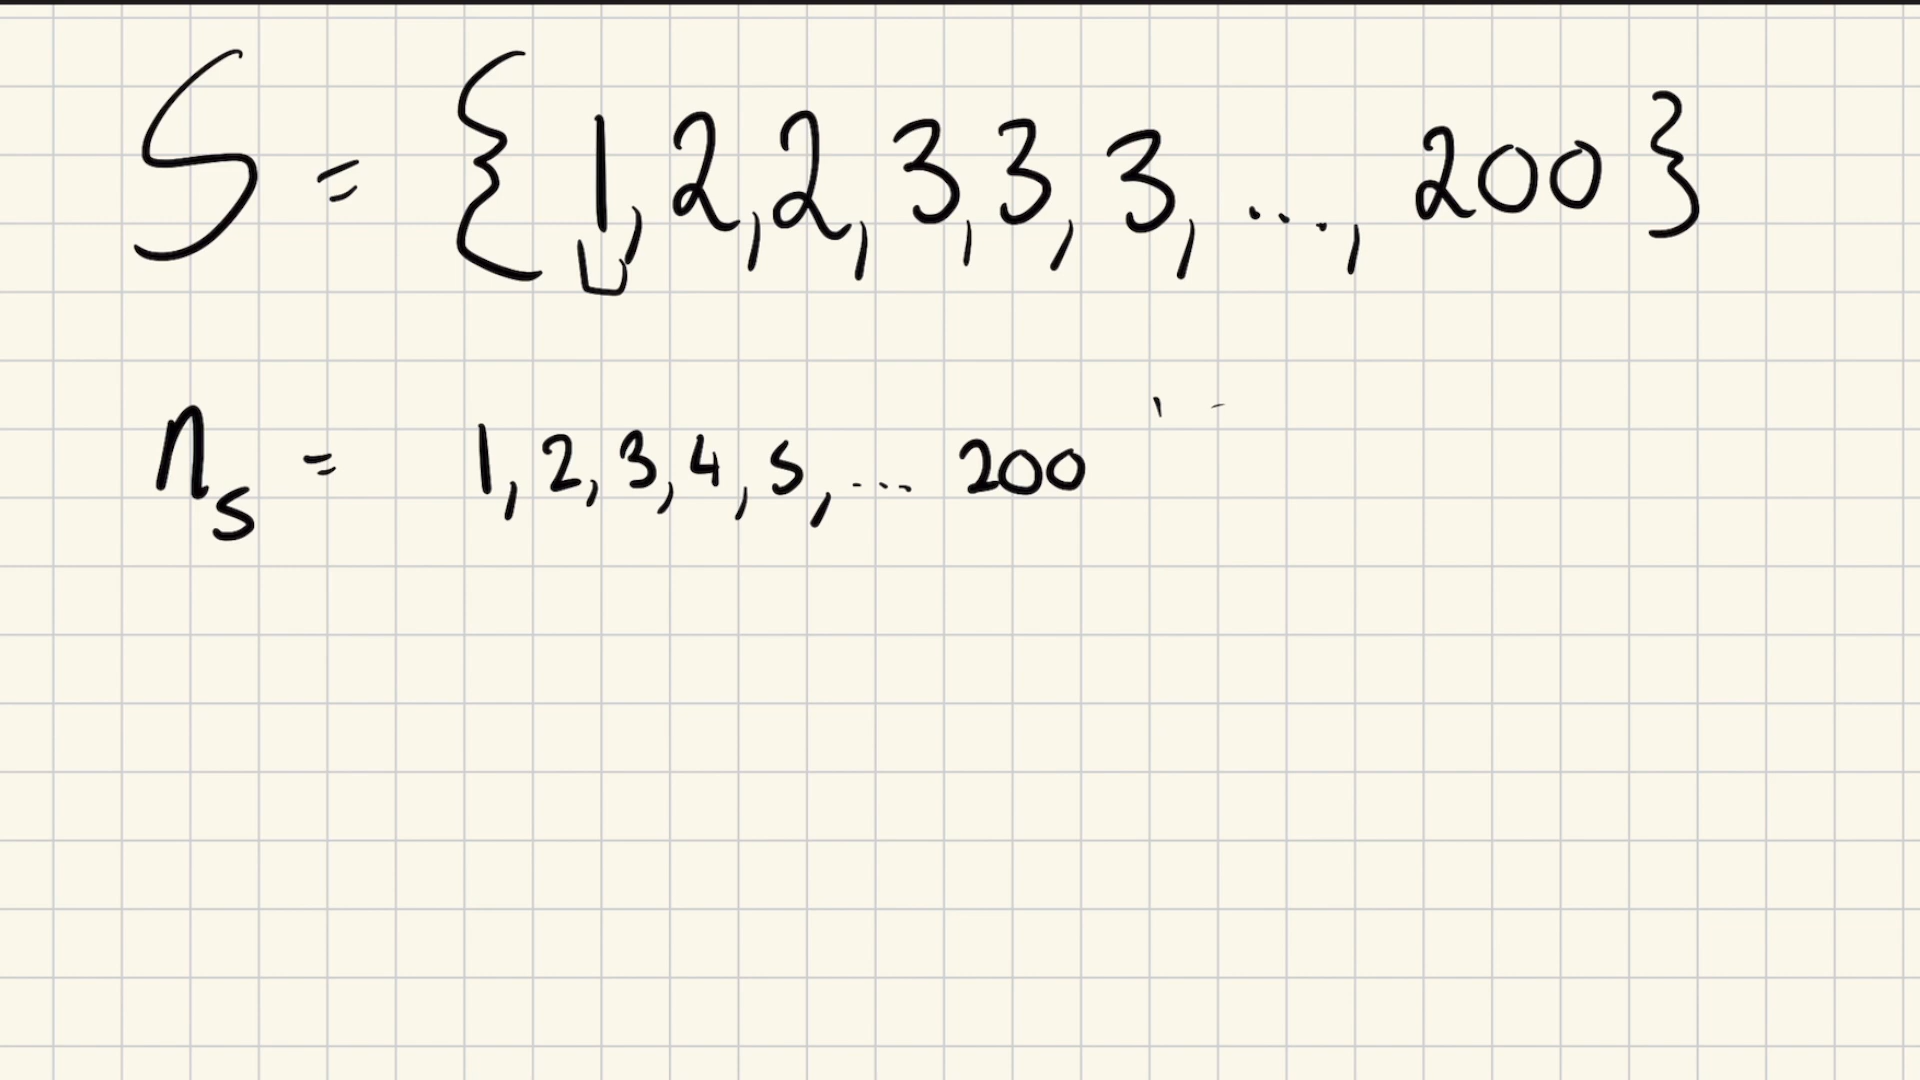 S = { 1, 2, 2, 3, 3, 3, ..., 200 }
n_s = 1, 2, 3, 4, 5, ... 200